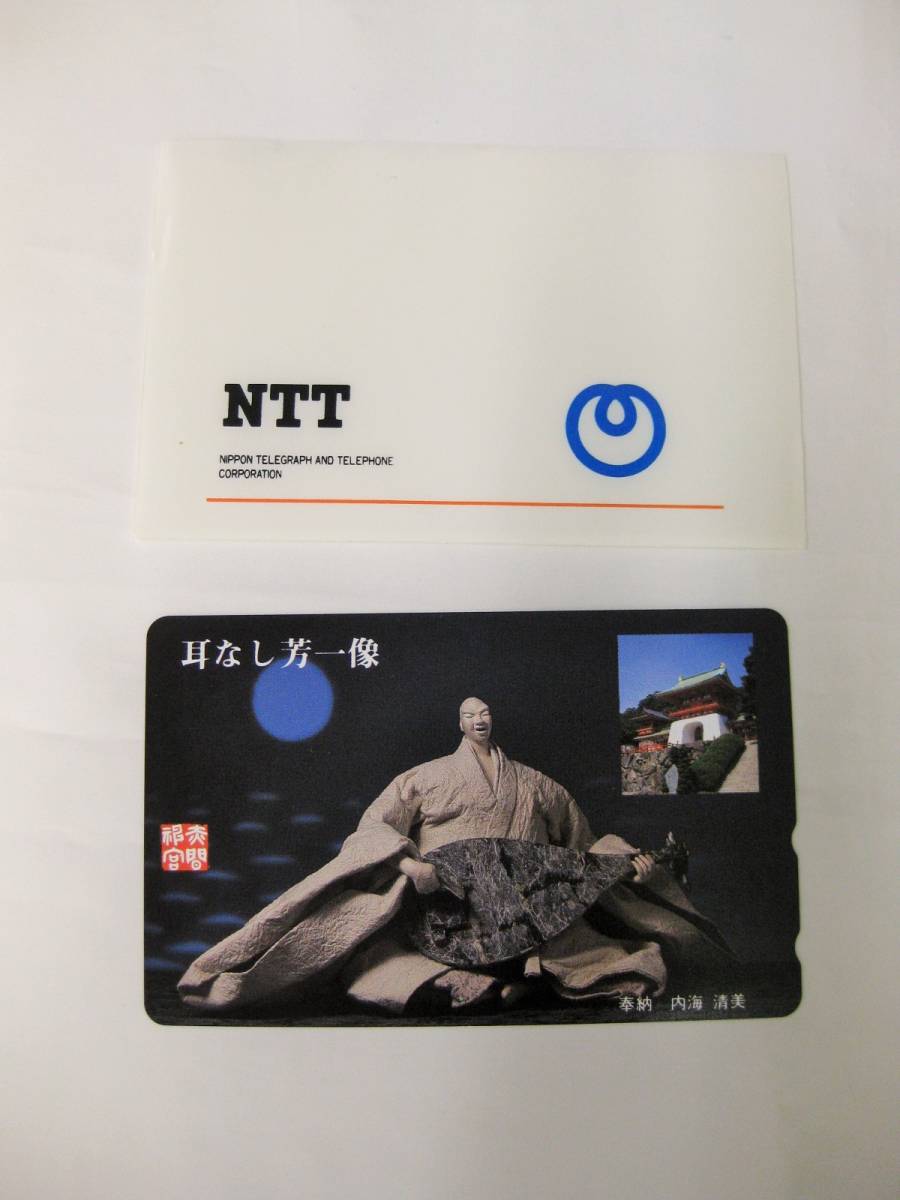 NTT
NIPPON TELEGRAPH AND TELEPHONE
CORPORATION
耳なし芳一像
赤間
神宮
奉納 内海 清美